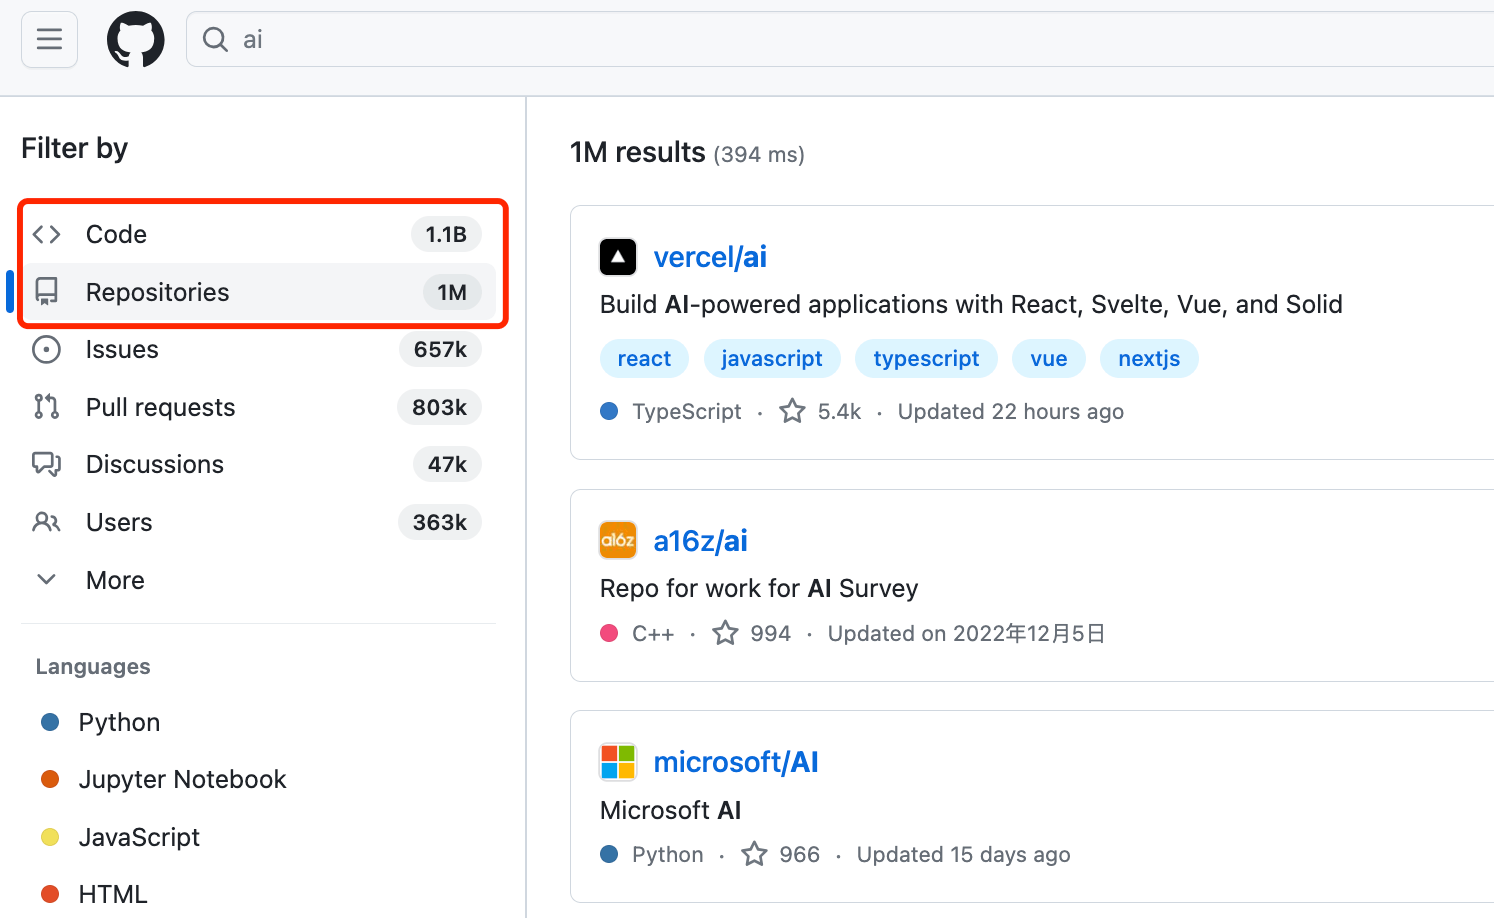 ai
Filter by
Code 1.1B
Repositories 1M
Issues 657k
Pull requests 803k
Discussions 47k
Users 363k
More
Languages
Python
Jupyter Notebook
JavaScript
HTML
1M results (394 ms)
vercel/ai
Build AI-powered applications with React, Svelte, Vue, and Solid
react javascript typescript vue nextjs
TypeScript · 5.4k · Updated 22 hours ago
a16z a16z/ai
Repo for work for AI Survey
C++ · 994 · Updated on 2022年12月5日
microsoft/AI
Microsoft AI
Python · 966 · Updated 15 days ago